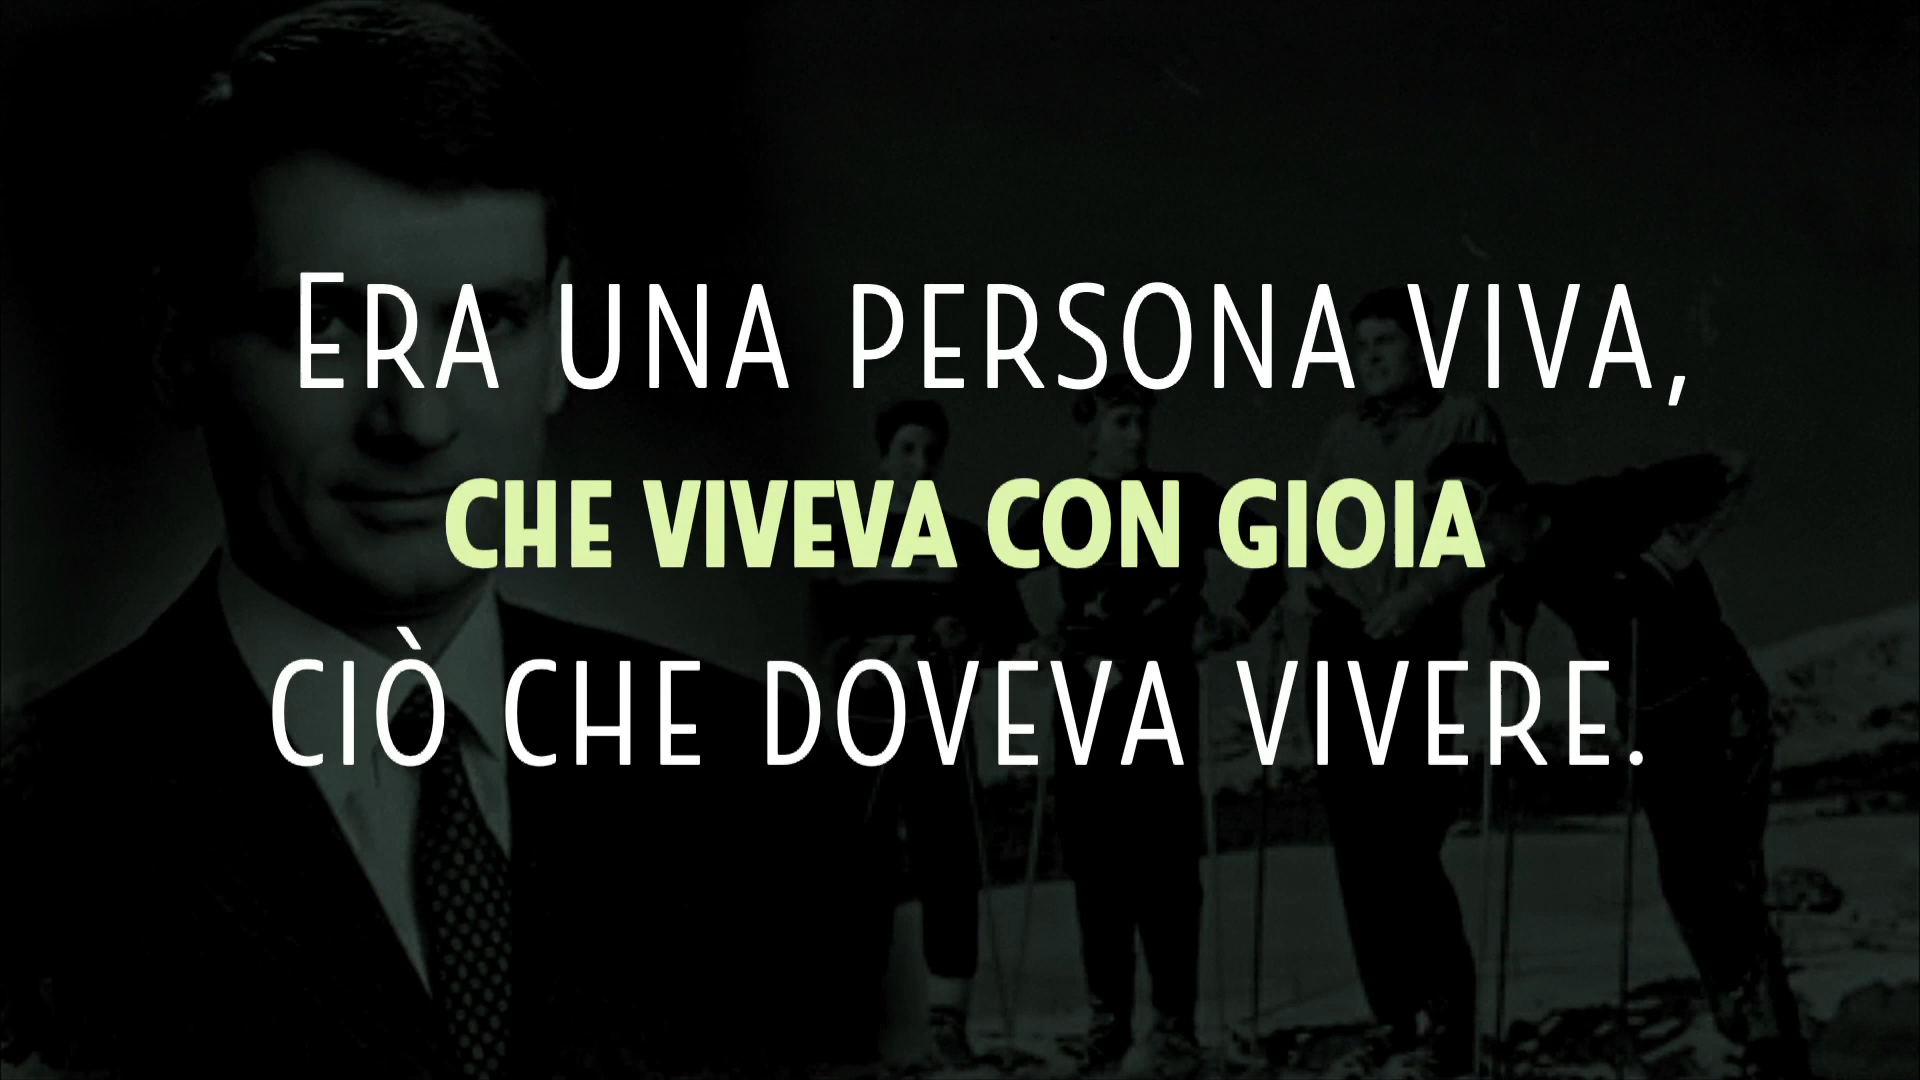 ERA UNA PERSONA VIVA,
CHE VIVEVA CON GIOIA
CIÒ CHE DOVEVA VIVERE.